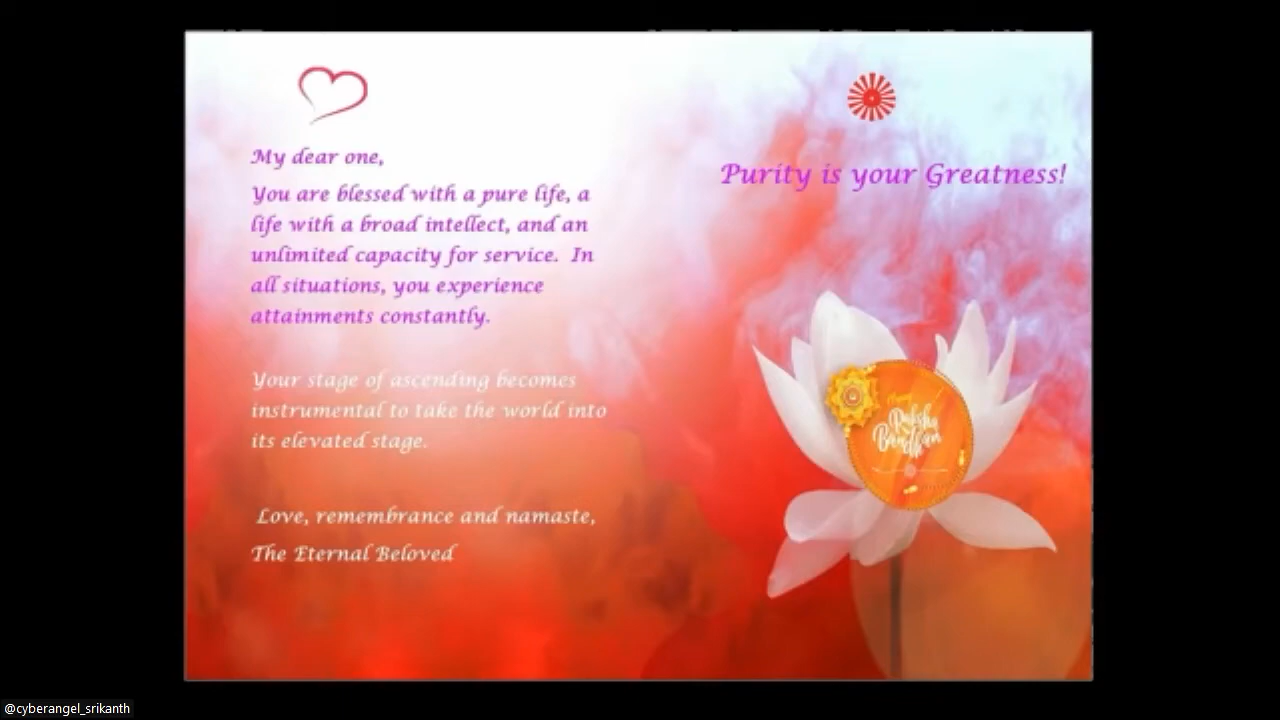 My dear one,
You are blessed with a pure life, a
life with a broad intellect, and an
unlimited capacity for service. In
all situations, you experience
attainments constantly.
Your stage of ascending becomes
instrumental to take the world into
its elevated stage.
Love, remembrance and namaste,
The Eternal Beloved
Purity is your Greatness!
Happy
Raksha
Bandhan
@cyberangel_srikanth